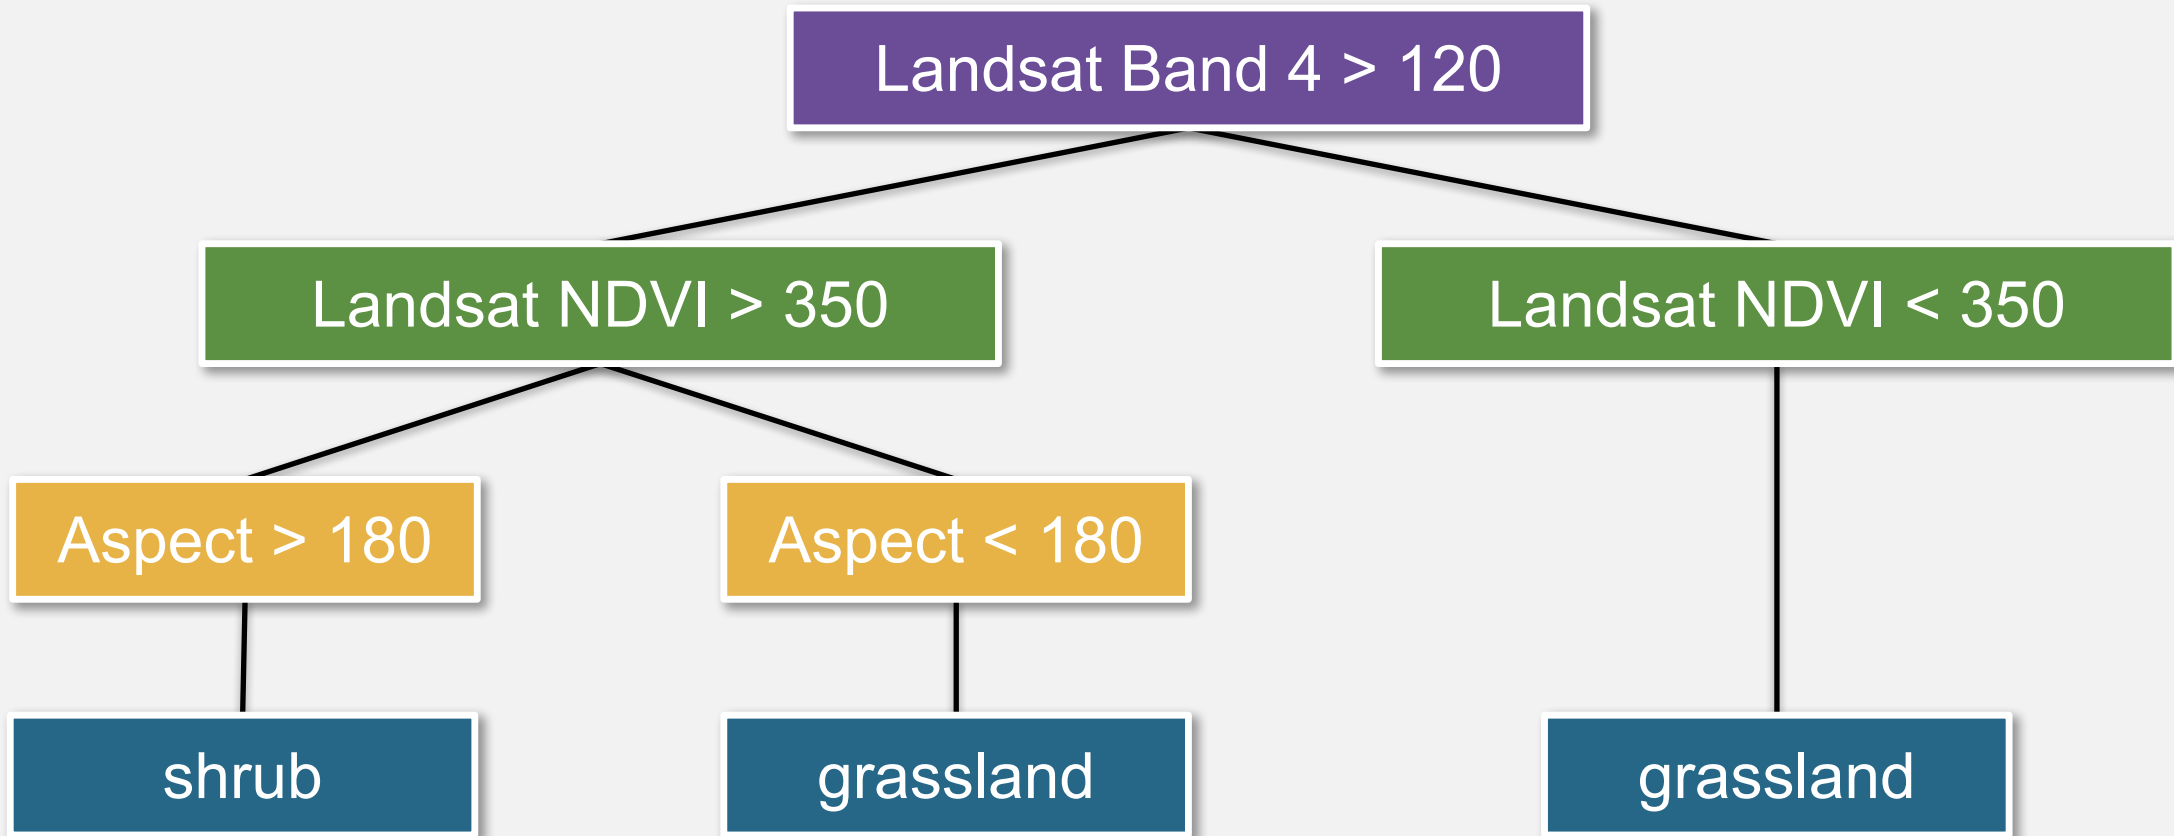 Landsat Band 4 > 120
Landsat NDVI > 350
Landsat NDVI < 350
Aspect > 180
Aspect < 180
shrub
grassland
grassland